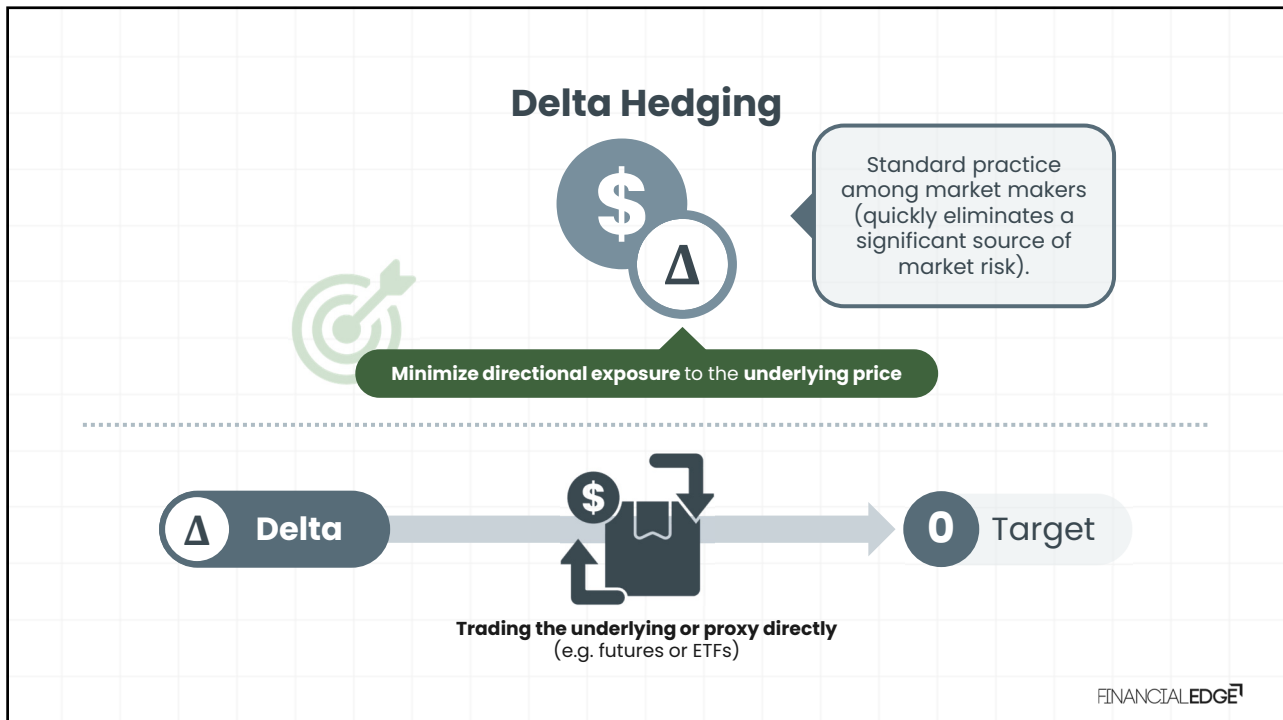 Delta Hedging
$
Δ
Standard practice
among market makers
(quickly eliminates a
significant source of
market risk).
Minimize directional exposure to the underlying price
$
Δ Delta
0 Target
Trading the underlying or proxy directly
(e.g. futures or ETFs)
FINANCIALEDGE